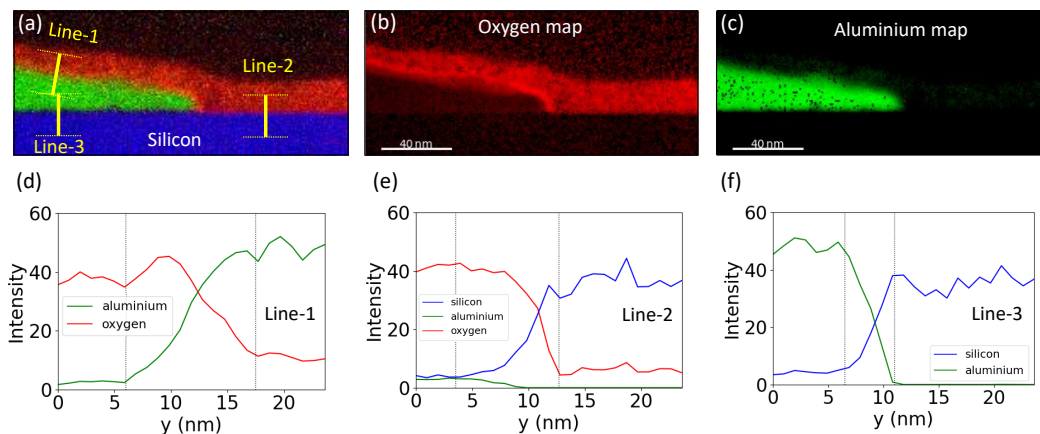 (a)
Line-1
Line-2
Line-3
Silicon
(b)
Oxygen map
40 nm
(c)
Aluminium map
40 nm
(d)
60
40
20
0
Intensity
aluminium
oxygen
Line-1
0 5 10 15 20
y (nm)
(e)
60
40
20
0
Intensity
silicon
aluminium
oxygen
Line-2
0 5 10 15 20
y (nm)
(f)
60
40
20
0
Intensity
Line-3
silicon
aluminium
0 5 10 15 20
y (nm)